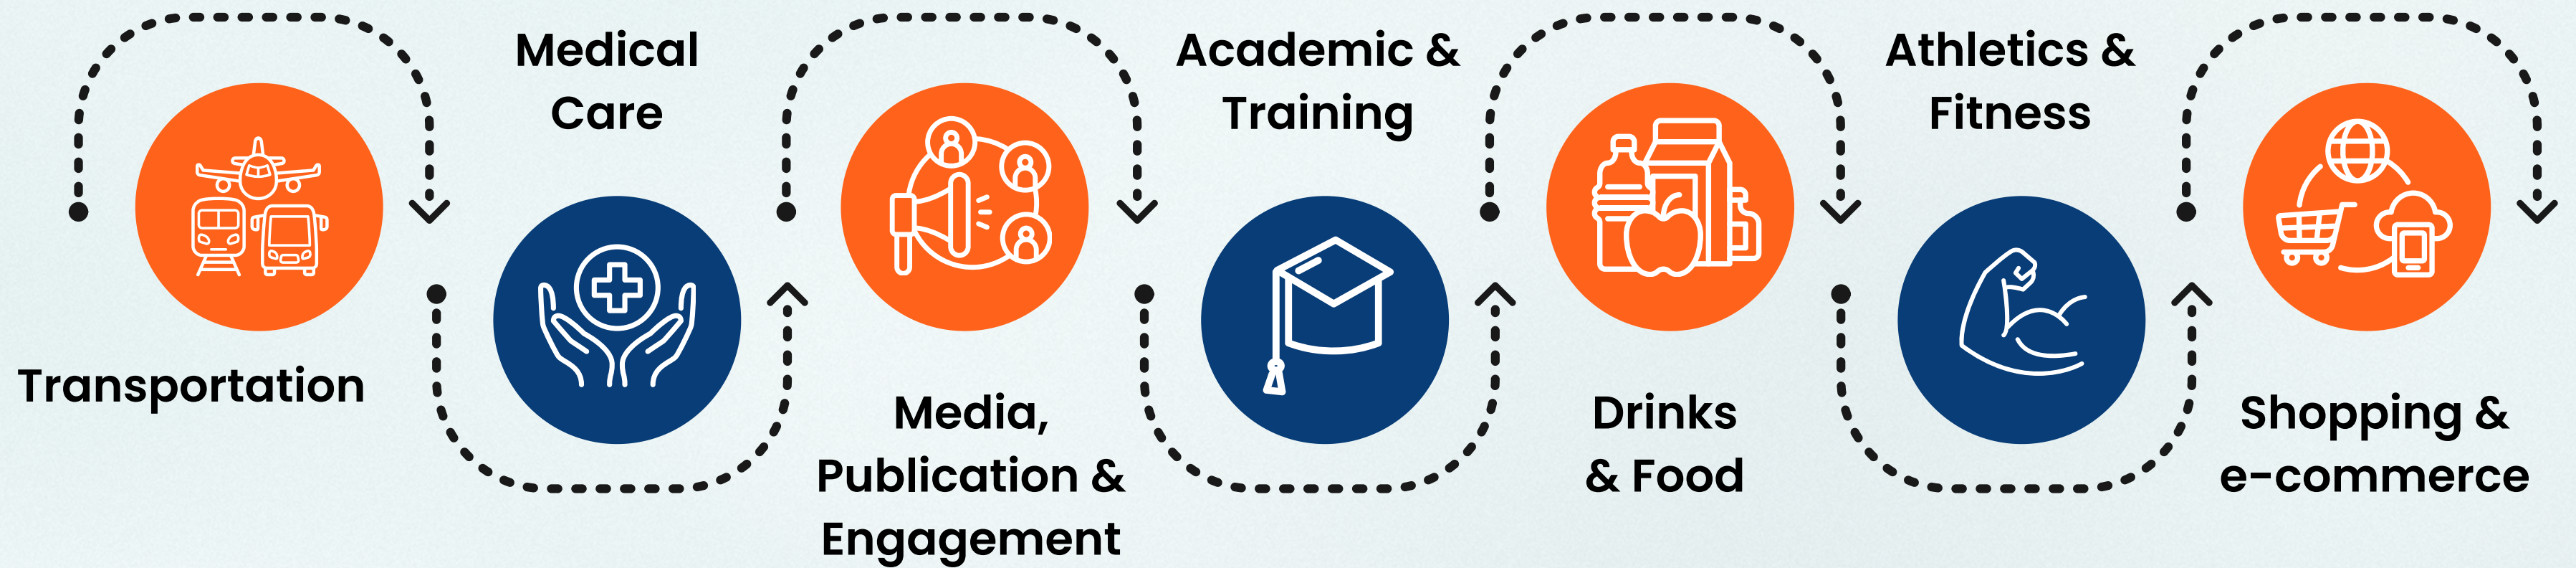 Transportation
Medical
Care
Media,
Publication &
Engagement
Academic &
Training
Drinks
& Food
Athletics &
Fitness
Shopping &
e-commerce